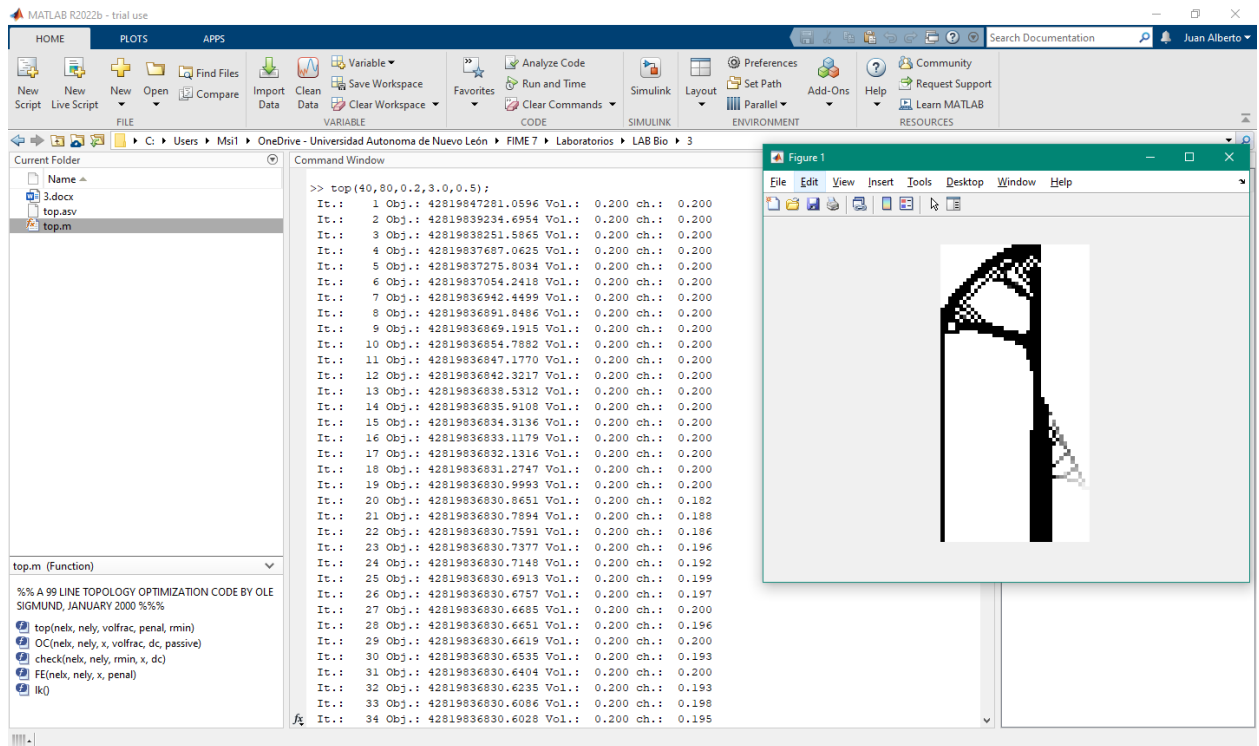 MATLAB R2022b - trial use
HOME PLOTS APPS Search Documentation Juan Alberto
New Script New Live Script New Open Find Files Compare
FILE
Import Data Clean Data Variable Save Workspace Clear Workspace
VARIABLE
Favorites Analyze Code Run and Time Clear Commands
CODE
Simulink
SIMULINK
Layout Preferences Set Path Parallel Add-Ons
ENVIRONMENT
Help Community Request Support Learn MATLAB
RESOURCES
C: Users Msi1 OneDrive - Universidad Autonoma de Nuevo León FIME 7 Laboratorios LAB Bio 3
Current Folder
Name
3.docx
top.asv
top.m
top.m (Function)
%% A 99 LINE TOPOLOGY OPTIMIZATION CODE BY OLE
SIGMUND, JANUARY 2000 %%%
top(nelx, nely, volfrac, penal, rmin)
OC(nelx, nely, x, volfrac, dc, passive)
check(nelx, nely, rmin, x, dc)
FE(nelx, nely, x, penal)
lk()
Command Window
>> top(40,80,0.2,3.0,0.5);
It.: 1 Obj.: 42819847281.0596 Vol.: 0.200 ch.: 0.200
It.: 2 Obj.: 42819839234.6954 Vol.: 0.200 ch.: 0.200
It.: 3 Obj.: 42819838251.5865 Vol.: 0.200 ch.: 0.200
It.: 4 Obj.: 42819837687.0625 Vol.: 0.200 ch.: 0.200
It.: 5 Obj.: 42819837275.8034 Vol.: 0.200 ch.: 0.200
It.: 6 Obj.: 42819837054.2418 Vol.: 0.200 ch.: 0.200
It.: 7 Obj.: 42819836942.4499 Vol.: 0.200 ch.: 0.200
It.: 8 Obj.: 42819836891.8486 Vol.: 0.200 ch.: 0.200
It.: 9 Obj.: 42819836869.1915 Vol.: 0.200 ch.: 0.200
It.: 10 Obj.: 42819836854.7882 Vol.: 0.200 ch.: 0.200
It.: 11 Obj.: 42819836847.1770 Vol.: 0.200 ch.: 0.200
It.: 12 Obj.: 42819836842.3217 Vol.: 0.200 ch.: 0.200
It.: 13 Obj.: 42819836838.5312 Vol.: 0.200 ch.: 0.200
It.: 14 Obj.: 42819836835.9108 Vol.: 0.200 ch.: 0.200
It.: 15 Obj.: 42819836834.3136 Vol.: 0.200 ch.: 0.200
It.: 16 Obj.: 42819836833.1179 Vol.: 0.200 ch.: 0.200
It.: 17 Obj.: 42819836832.1316 Vol.: 0.200 ch.: 0.200
It.: 18 Obj.: 42819836831.2747 Vol.: 0.200 ch.: 0.200
It.: 19 Obj.: 42819836830.9993 Vol.: 0.200 ch.: 0.200
It.: 20 Obj.: 42819836830.8651 Vol.: 0.200 ch.: 0.182
It.: 21 Obj.: 42819836830.7894 Vol.: 0.200 ch.: 0.188
It.: 22 Obj.: 42819836830.7591 Vol.: 0.200 ch.: 0.186
It.: 23 Obj.: 42819836830.7377 Vol.: 0.200 ch.: 0.196
It.: 24 Obj.: 42819836830.7148 Vol.: 0.200 ch.: 0.192
It.: 25 Obj.: 42819836830.6913 Vol.: 0.200 ch.: 0.199
It.: 26 Obj.: 42819836830.6757 Vol.: 0.200 ch.: 0.197
It.: 27 Obj.: 42819836830.6685 Vol.: 0.200 ch.: 0.200
It.: 28 Obj.: 42819836830.6651 Vol.: 0.200 ch.: 0.196
It.: 29 Obj.: 42819836830.6619 Vol.: 0.200 ch.: 0.200
It.: 30 Obj.: 42819836830.6535 Vol.: 0.200 ch.: 0.193
It.: 31 Obj.: 42819836830.6404 Vol.: 0.200 ch.: 0.200
It.: 32 Obj.: 42819836830.6235 Vol.: 0.200 ch.: 0.193
It.: 33 Obj.: 42819836830.6086 Vol.: 0.200 ch.: 0.198
fx It.: 34 Obj.: 42819836830.6028 Vol.: 0.200 ch.: 0.195
Figure 1
File Edit View Insert Tools Desktop Window Help